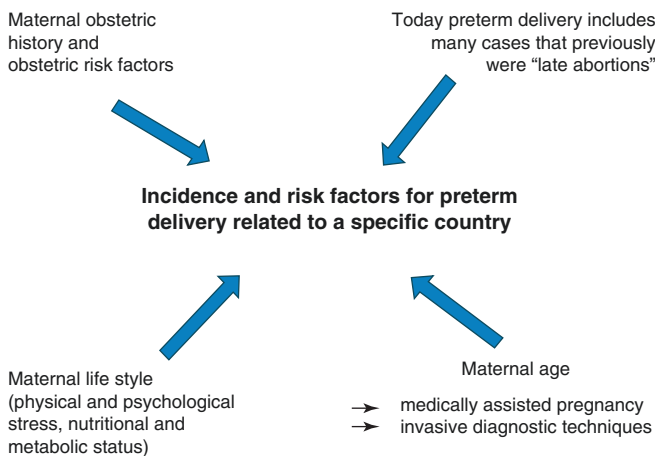 Maternal obstetric
history and
obstetric risk factors
Today preterm delivery includes
many cases that previously
were “late abortions”
Incidence and risk factors for preterm
delivery related to a specific country
Maternal life style
(physical and psychological
stress, nutritional and
metabolic status)
Maternal age
→ medically assisted pregnancy
→ invasive diagnostic techniques